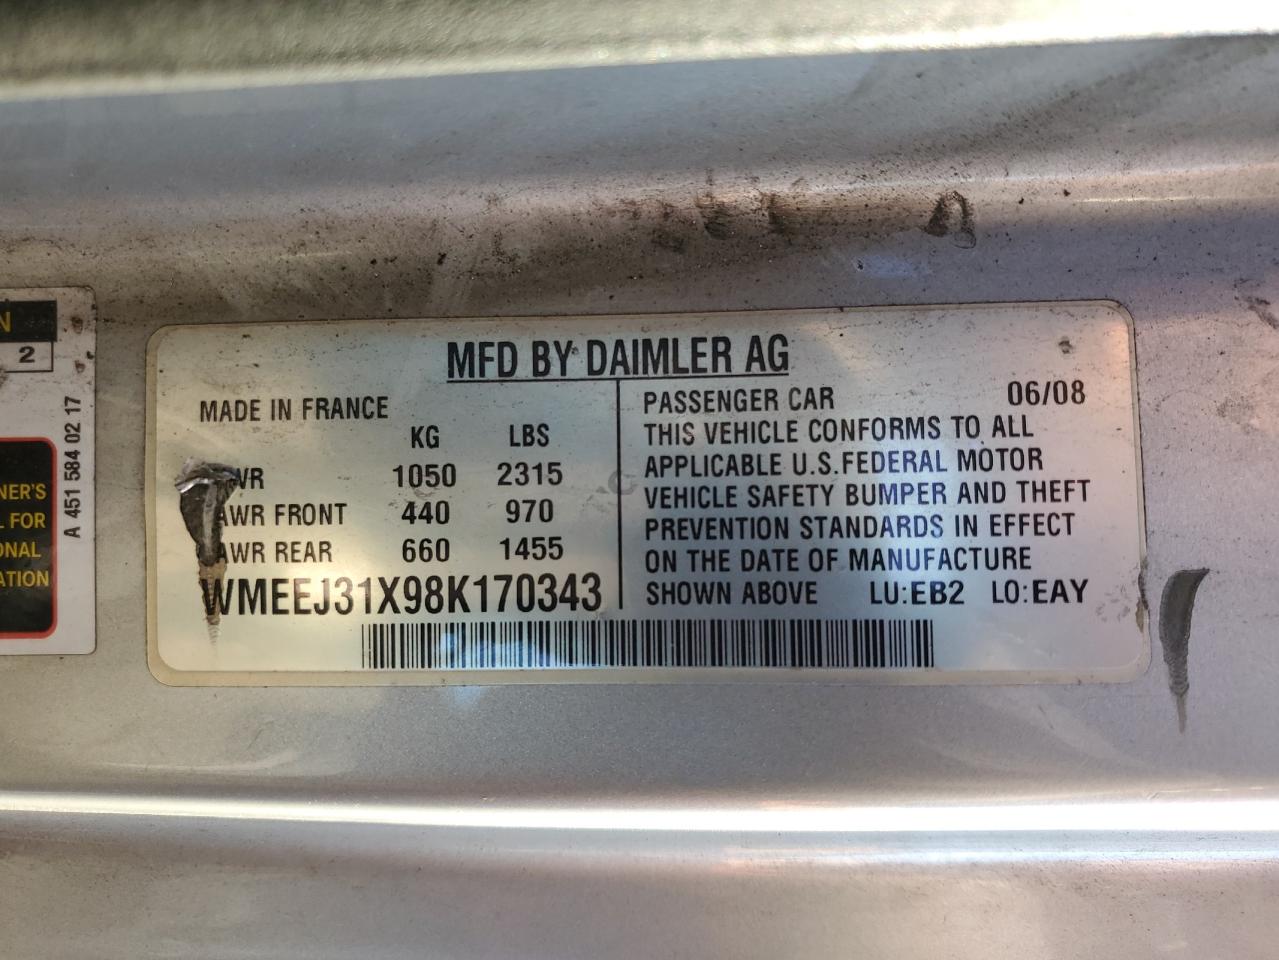 N
2
A 451 584 02 17
NER'S
L FOR
ONAL
ATION
MFD BY DAIMLER AG
MADE IN FRANCE
KG LBS
WR 1050 2315
AWR FRONT 440 970
AWR REAR 660 1455
WMEEJ31X98K170343
PASSENGER CAR 06/08
THIS VEHICLE CONFORMS TO ALL
APPLICABLE U.S.FEDERAL MOTOR
VEHICLE SAFETY BUMPER AND THEFT
PREVENTION STANDARDS IN EFFECT
ON THE DATE OF MANUFACTURE
SHOWN ABOVE LU:EB2 LO:EAY